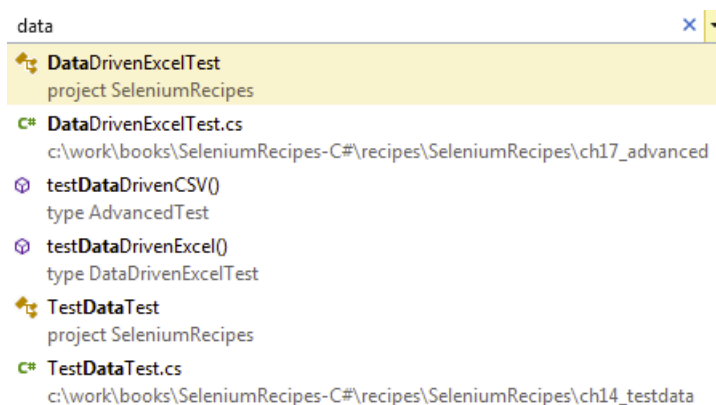 data
DataDrivenExcelTest
project SeleniumRecipes
C# DataDrivenExcelTest.cs
c:\work\books\SeleniumRecipes-C#\recipes\SeleniumRecipes\ch17_advanced
testDataDrivenCSV()
type AdvancedTest
testDataDrivenExcel()
type DataDrivenExcelTest
TestDataTest
project SeleniumRecipes
C# TestDataTest.cs
c:\work\books\SeleniumRecipes-C#\recipes\SeleniumRecipes\ch14_testdata